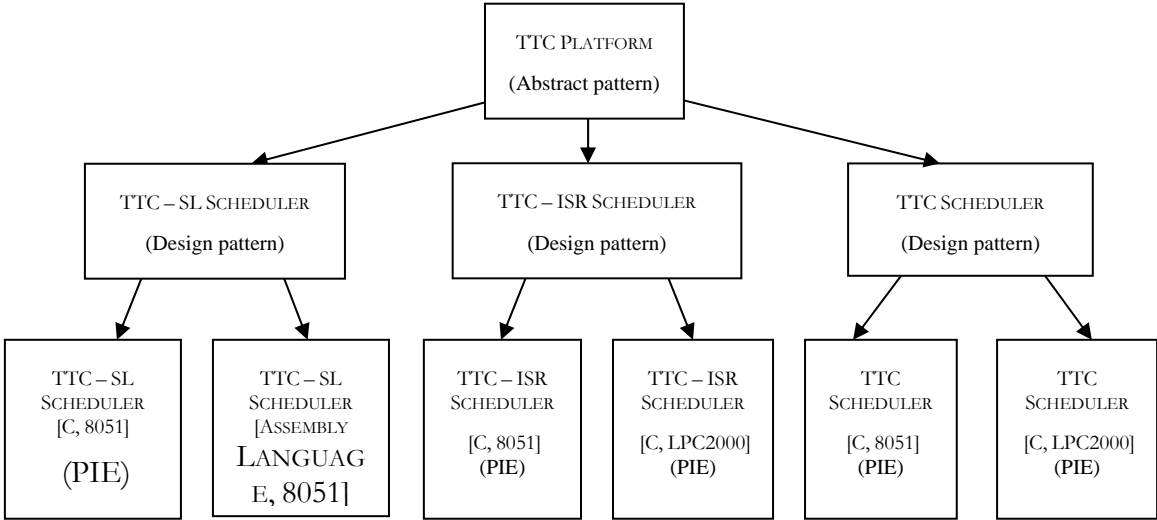 TTC PLATFORM
(Abstract pattern)
TTC – SL SCHEDULER
(Design pattern)
TTC – ISR SCHEDULER
(Design pattern)
TTC SCHEDULER
(Design pattern)
TTC – SL
SCHEDULER
[C, 8051]
(PIE)
TTC – SL
SCHEDULER
[ASSEMBLY
LANGUAG
E, 8051]
TTC – ISR
SCHEDULER
[C, 8051]
(PIE)
TTC – ISR
SCHEDULER
[C, LPC2000]
(PIE)
TTC
SCHEDULER
[C, 8051]
(PIE)
TTC
SCHEDULER
[C, LPC2000]
(PIE)